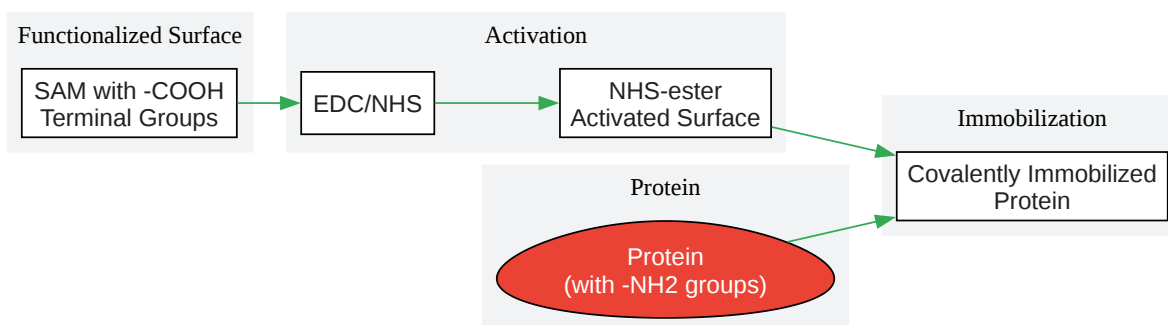 Functionalized Surface
SAM with -COOH
Terminal Groups
Activation
EDC/NHS
NHS-ester
Activated Surface
Protein
Protein
(with -NH2 groups)
Immobilization
Covalently Immobilized
Protein